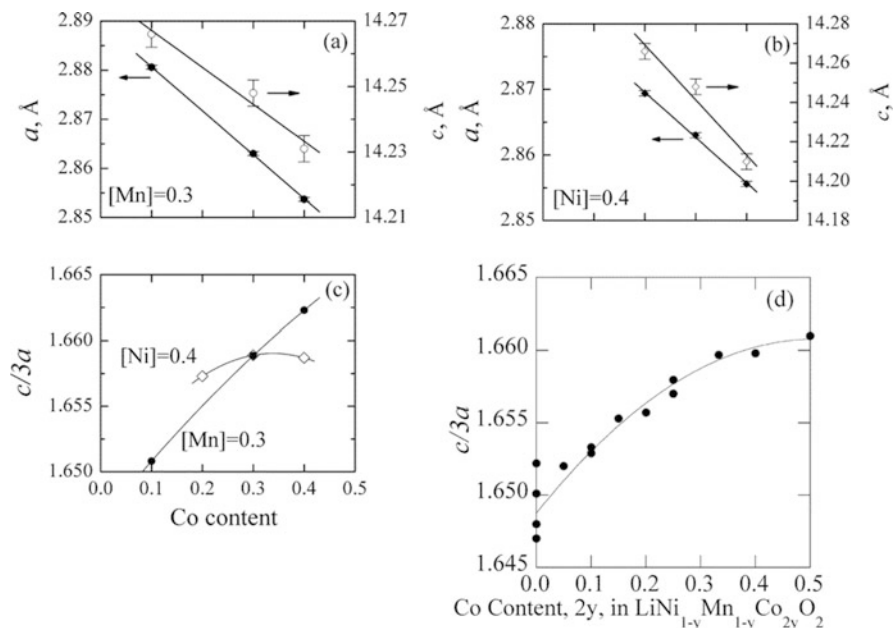 2.89
2.88
2.87
2.86
2.85
a, Å
(a)
[Mn]=0.3
14.27
14.25
14.23
14.21
c, Å
2.88
2.87
2.86
2.85
a, Å
(b)
[Ni]=0.4
14.28
14.26
14.24
14.22
14.20
14.18
c, Å
1.665
1.660
1.655
1.650
c/3a
(c)
[Ni]=0.4
[Mn]=0.3
0.0 0.1 0.2 0.3 0.4 0.5
Co content
1.665
1.660
1.655
1.650
1.645
c/3a
(d)
0.0 0.1 0.2 0.3 0.4 0.5
Co Content, 2y, in LiNi₁₋yMn₁₋yCo₂yO₂